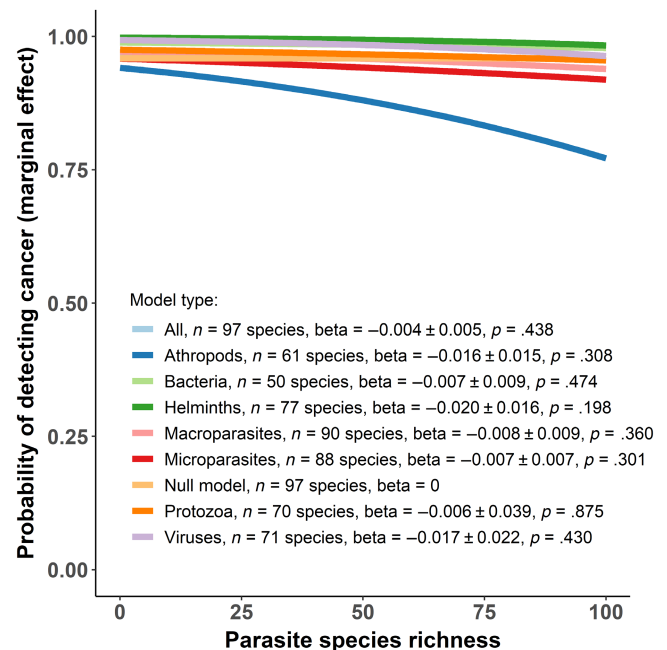 Probability of detecting cancer (marginal effect)
1.00
0.75
0.50
0.25
0.00
Model type:
All, n = 97 species, beta = −0.004 ± 0.005, p = .438
Athropods, n = 61 species, beta = −0.016 ± 0.015, p = .308
Bacteria, n = 50 species, beta = −0.007 ± 0.009, p = .474
Helminths, n = 77 species, beta = −0.020 ± 0.016, p = .198
Macroparasites, n = 90 species, beta = −0.008 ± 0.009, p = .360
Microparasites, n = 88 species, beta = −0.007 ± 0.007, p = .301
Null model, n = 97 species, beta = 0
Protozoa, n = 70 species, beta = −0.006 ± 0.039, p = .875
Viruses, n = 71 species, beta = −0.017 ± 0.022, p = .430
0 25 50 75 100
Parasite species richness